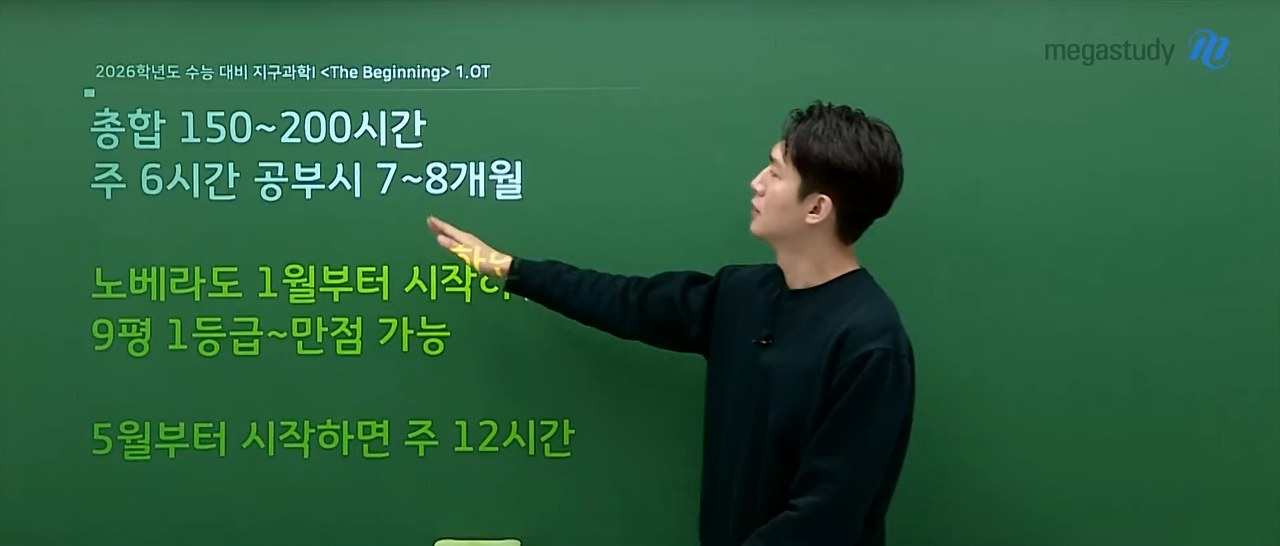 2026학년도 수능 대비 지구과학I <The Beginning> 1.OT
megastudy
총합 150~200시간
주 6시간 공부시 7~8개월
노베라도 1월부터
9평 1등급~만점 가능
5월부터 시작하면 주 12시간